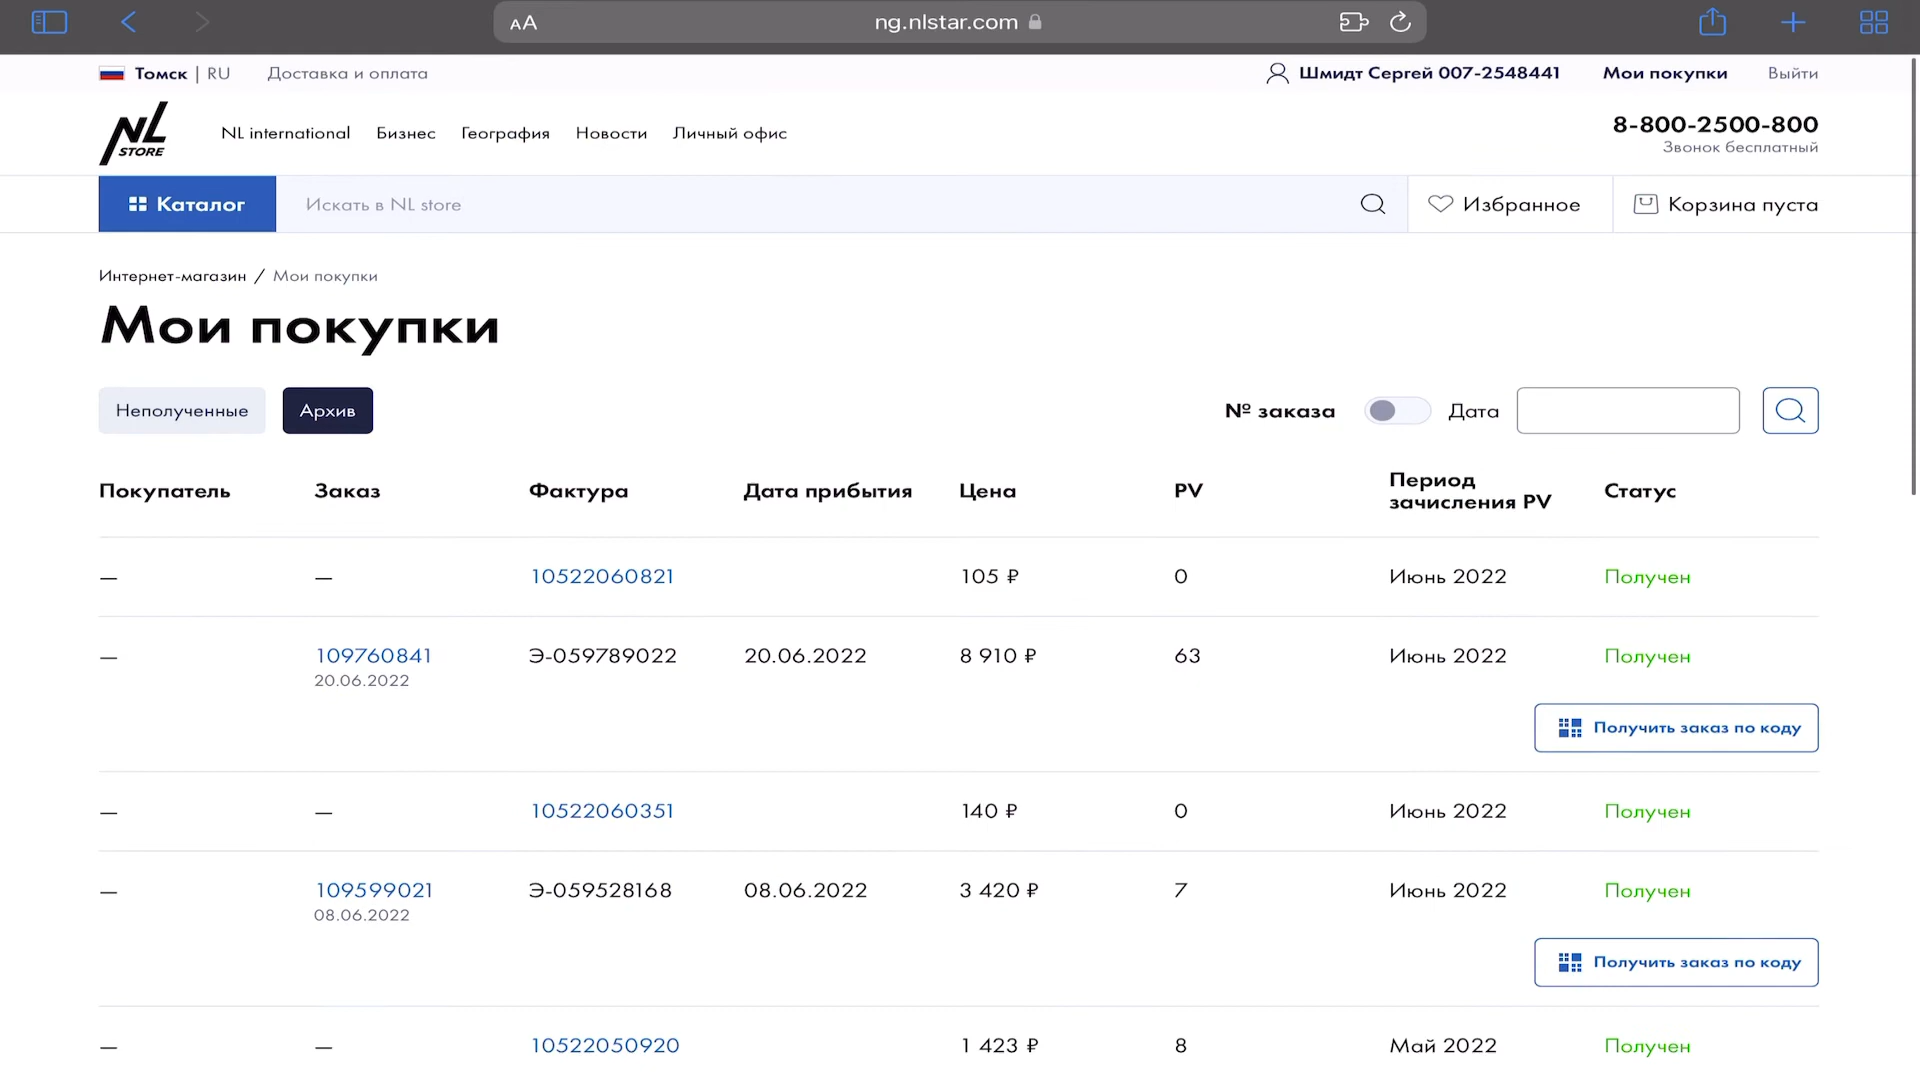 AA
ng.nlstar.com
Томск | RU
Доставка и оплата
Шмидт Сергей 007-2548441
Мои покупки
Выйти
NL STORE
NL international
Бизнес
География
Новости
Личный офис
8-800-2500-800
Звонок бесплатный
Каталог
Искать в NL store
Избранное
Корзина пуста
Интернет-магазин / Мои покупки
Мои покупки
Неполученные
Архив
№ заказа
Дата
Покупатель
Заказ
Фактура
Дата прибытия
Цена
PV
Период
зачисления PV
Статус
— — 10522060821 105 ₽ 0 Июнь 2022 Получен
— 109760841 Э-059789022 20.06.2022 8 910 ₽ 63 Июнь 2022 Получен
20.06.2022
Получить заказ по коду
— — 10522060351 140 ₽ 0 Июнь 2022 Получен
— 109599021 Э-059528168 08.06.2022 3 420 ₽ 7 Июнь 2022 Получен
08.06.2022
Получить заказ по коду
— — 10522050920 1 423 ₽ 8 Май 2022 Получен